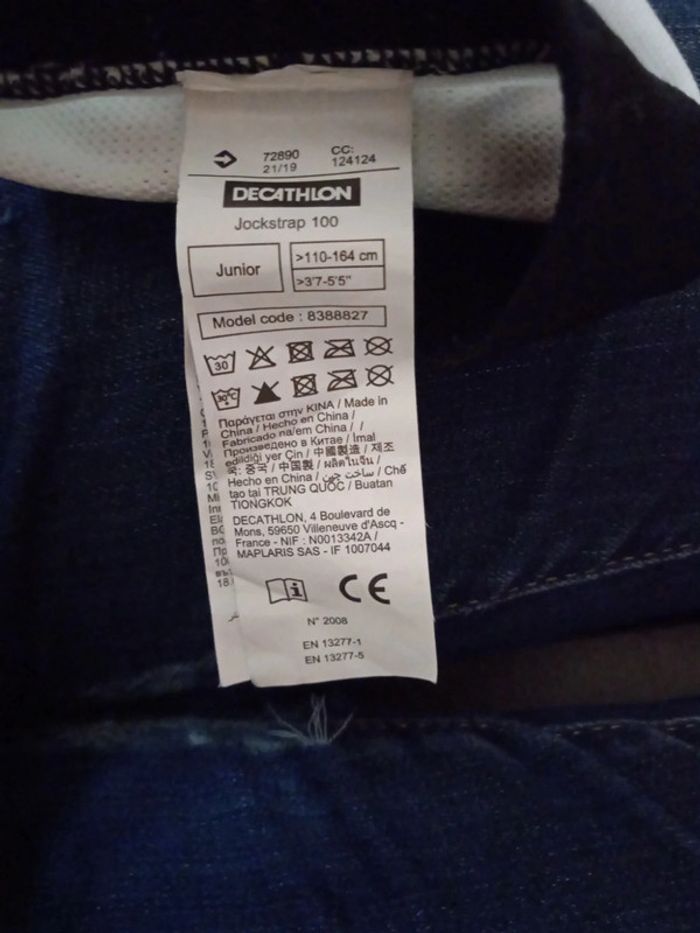 72890 CC:
21/19 124124
DECATHLON
Jockstrap 100
Junior
>110-164 cm
>3'7-5'5"
Model code : 8388827
30
30°C
Παράγεται στην ΚΙΝΑ / Made in
China / Hecho en China /
Fabricado na/em China / /
Произведено в Китае / İmal
edildiği yer Çin / 中國製造 / 제조
국: 중국 / 中国製 / ผลิตในจีน /
Hecho en China / ساخت چین / Chế
tạo tại TRUNG QUỐC / Buatan
TIONGKOK
DECATHLON, 4 Boulevard de
Mons, 59650 Villeneuve d'Ascq -
France - NIF : N0013342A /
MAPLARIS SAS - IF 1007044
i CE
N° 2008
EN 13277-1
EN 13277-5